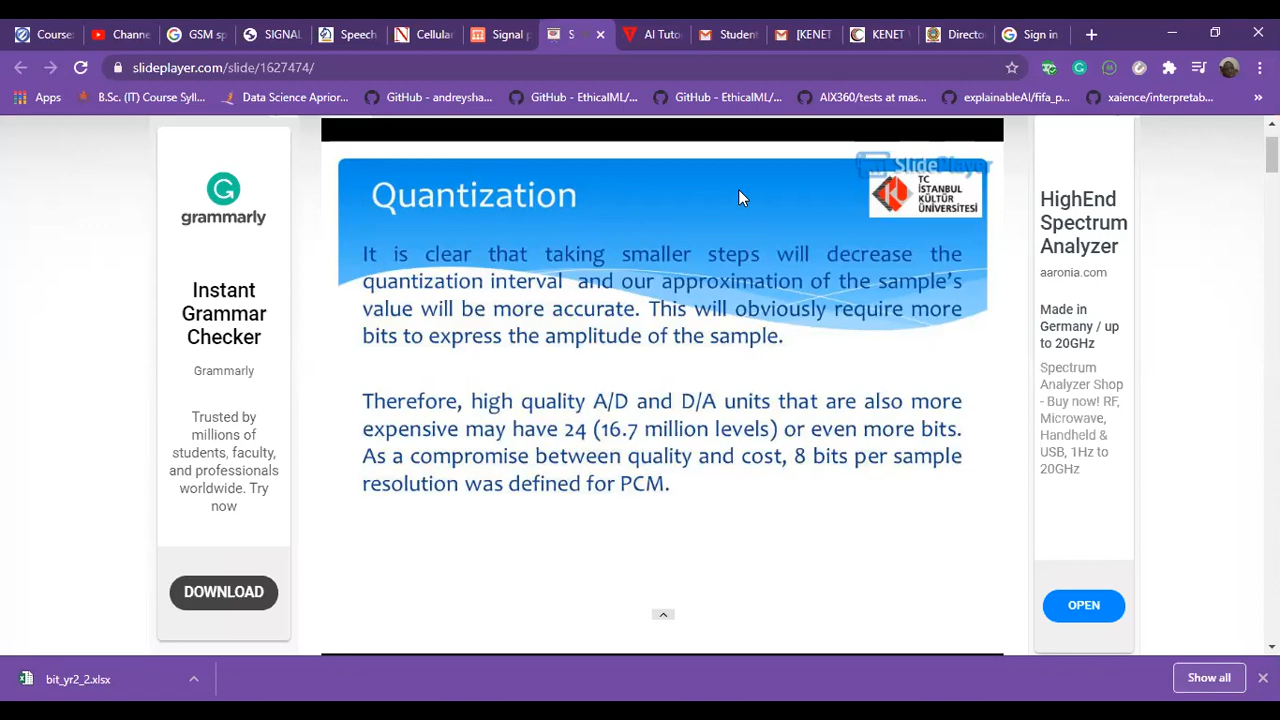 Course
Channe
GSM sp
SIGNAL
Speech
Cellular
Signal p
S
AI Tutor
Student
[KENET
KENET
Directo
Sign in
slideplayer.com/slide/1627474/
Apps
B.Sc. (IT) Course Syll...
Data Science Aprior...
GitHub - andreysha...
GitHub - EthicalML/...
GitHub - EthicalML/...
AIX360/tests at mas...
explainableAI/fifa_p...
xaience/interpretab...
SlidePlayer
TC
İSTANBUL
KÜLTÜR
ÜNİVERSİTESİ
Quantization
It is clear that taking smaller steps will decrease the
quantization interval and our approximation of the sample's
value will be more accurate. This will obviously require more
bits to express the amplitude of the sample.
Therefore, high quality A/D and D/A units that are also more
expensive may have 24 (16.7 million levels) or even more bits.
As a compromise between quality and cost, 8 bits per sample
resolution was defined for PCM.
grammarly
Instant
Grammar
Checker
Grammarly
Trusted by
millions of
students, faculty,
and professionals
worldwide. Try
now
DOWNLOAD
HighEnd
Spectrum
Analyzer
aaronia.com
Made in
Germany / up
to 20GHz
Spectrum
Analyzer Shop
- Buy now! RF,
Microwave,
Handheld &
USB, 1Hz to
20GHz
OPEN
bit_yr2_2.xlsx
Show all